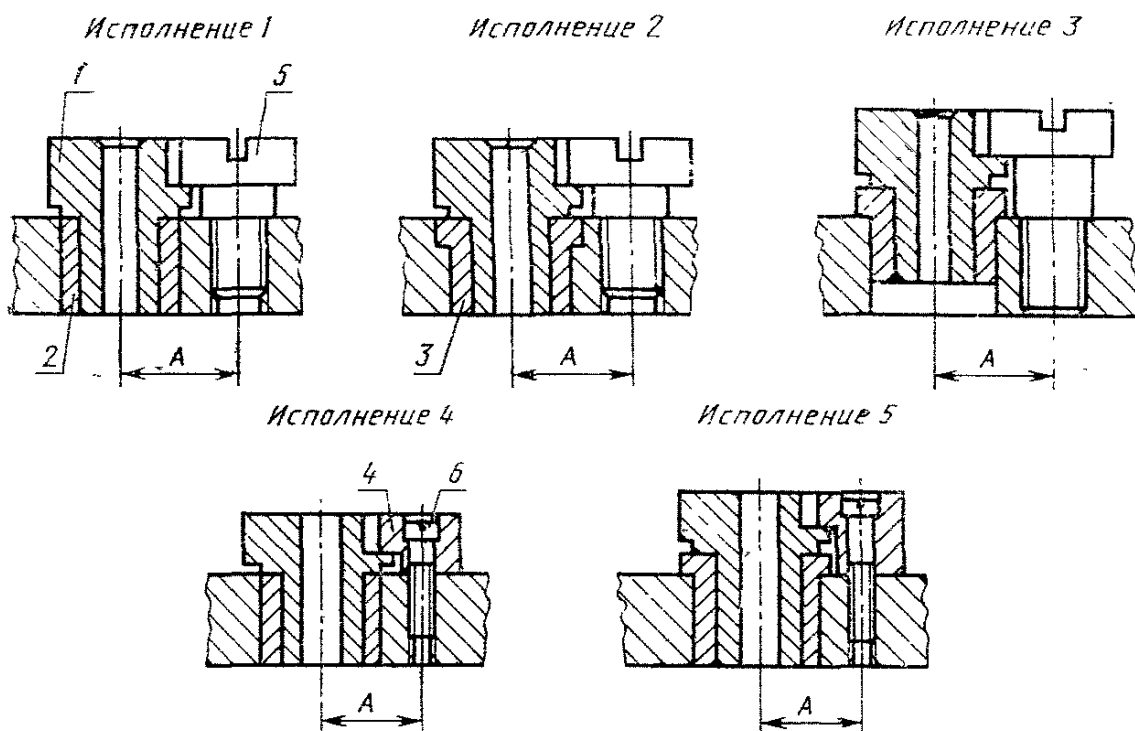 Исполнение 1
Исполнение 2
Исполнение 3
1
5
2
A
3
A
A
Исполнение 4
Исполнение 5
4
6
A
A